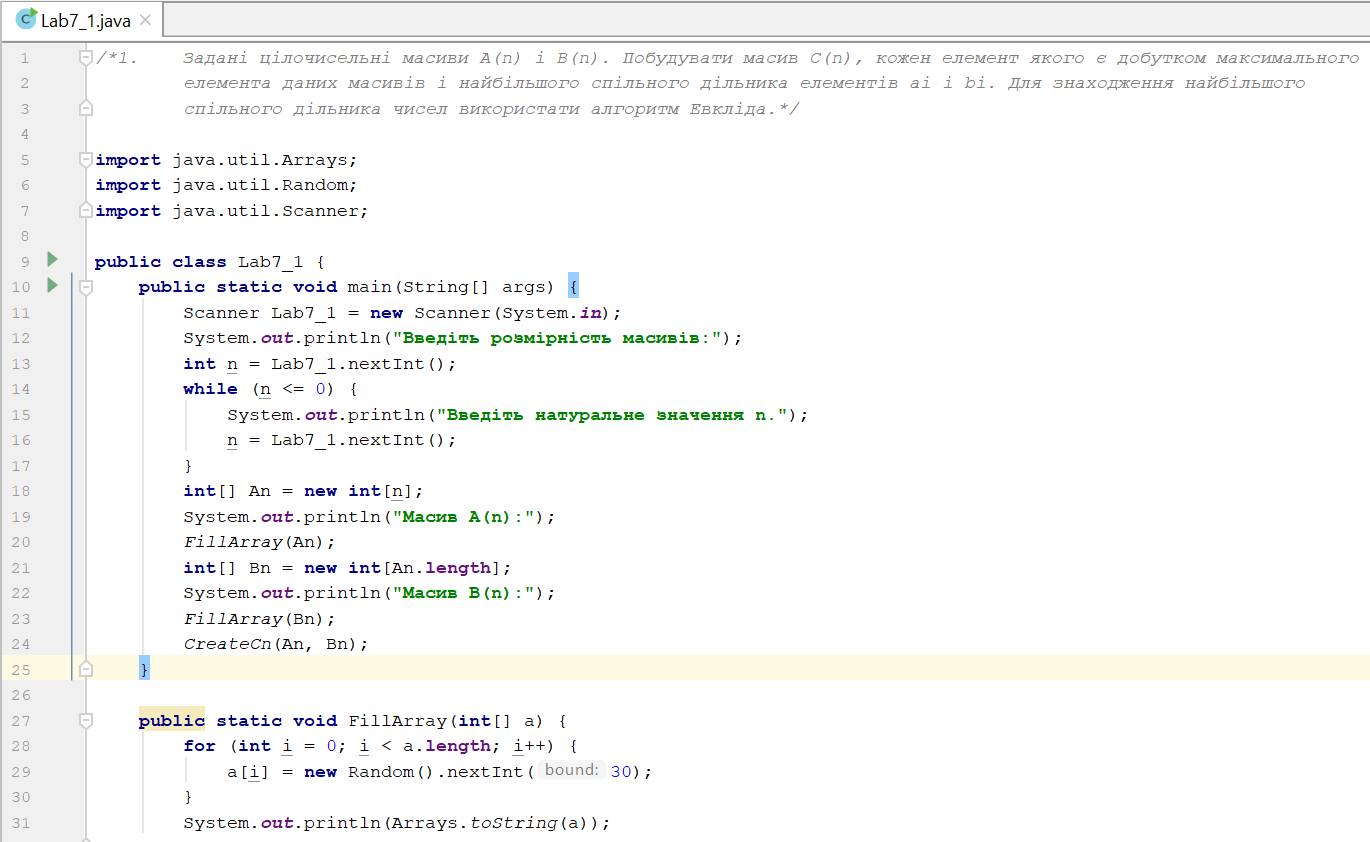 Lab7_1.java
1 /*1. Задані цілочисельні масиви A(n) і B(n). Побудувати масив C(n), кожен елемент якого є добутком максимального
2 елемента даних масивів і найбільшого спільного дільника елементів ai і bi. Для знаходження найбільшого
3 спільного дільника чисел використати алгоритм Евкліда.*/
4
5 import java.util.Arrays;
6 import java.util.Random;
7 import java.util.Scanner;
8
9 public class Lab7_1 {
10 public static void main(String[] args) {
11 Scanner Lab7_1 = new Scanner(System.in);
12 System.out.println("Введіть розмірність масивів:");
13 int n = Lab7_1.nextInt();
14 while (n <= 0) {
15 System.out.println("Введіть натуральне значення n.");
16 n = Lab7_1.nextInt();
17 }
18 int[] An = new int[n];
19 System.out.println("Масив A(n):");
20 FillArray(An);
21 int[] Bn = new int[An.length];
22 System.out.println("Масив B(n):");
23 FillArray(Bn);
24 CreateCn(An, Bn);
25 }
26
27 public static void FillArray(int[] a) {
28 for (int i = 0; i < a.length; i++) {
29 a[i] = new Random().nextInt( bound: 30);
30 }
31 System.out.println(Arrays.toString(a));